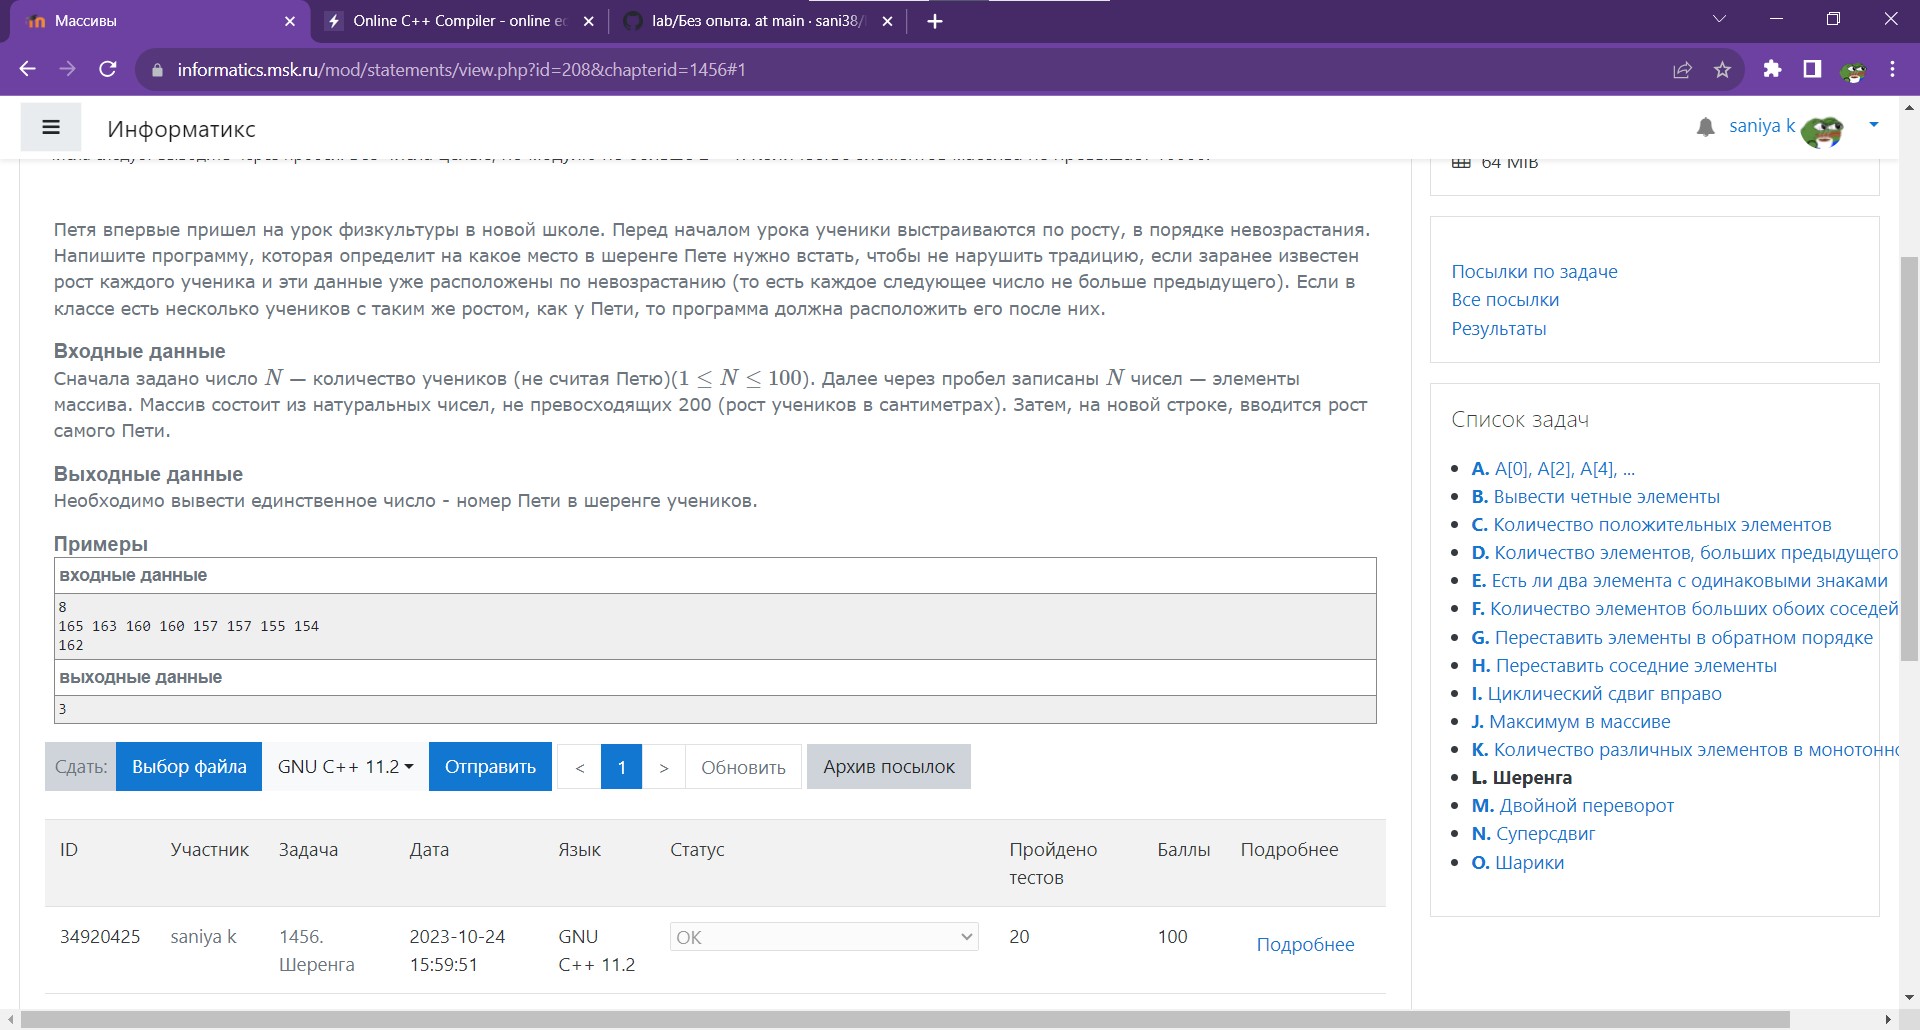 Массивы
Online C++ Compiler - online e
lab/Без опыта. at main · sani38/
informatics.msk.ru/mod/statements/view.php?id=208&chapterid=1456#1
Информатикс
saniya k
64 MiB
Петя впервые пришел на урок физкультуры в новой школе. Перед началом урока ученики выстраиваются по росту, в порядке невозрастания.
Напишите программу, которая определит на какое место в шеренге Пете нужно встать, чтобы не нарушить традицию, если заранее известен
рост каждого ученика и эти данные уже расположены по невозрастанию (то есть каждое следующее число не больше предыдущего). Если в
классе есть несколько учеников с таким же ростом, как у Пети, то программа должна расположить его после них.
Входные данные
Сначала задано число N — количество учеников (не считая Петю)(1 ≤ N ≤ 100). Далее через пробел записаны N чисел — элементы
массива. Массив состоит из натуральных чисел, не превосходящих 200 (рост учеников в сантиметрах). Затем, на новой строке, вводится рост
самого Пети.
Выходные данные
Необходимо вывести единственное число - номер Пети в шеренге учеников.
Примеры
входные данные
8
165 163 160 160 157 157 155 154
162
выходные данные
3
Сдать: Выбор файла GNU C++ 11.2 Отправить < 1 > Обновить Архив посылок
ID Участник Задача Дата Язык Статус Пройдено тестов Баллы Подробнее
34920425 saniya k 1456. Шеренга 2023-10-24 15:59:51 GNU C++ 11.2 OK 20 100 Подробнее
Посылки по задаче
Все посылки
Результаты
Список задач
A. A[0], A[2], A[4], ...
B. Вывести четные элементы
C. Количество положительных элементов
D. Количество элементов, больших предыдущего
E. Есть ли два элемента с одинаковыми знаками
F. Количество элементов больших обоих соседей
G. Переставить элементы в обратном порядке
H. Переставить соседние элементы
I. Циклический сдвиг вправо
J. Максимум в массиве
K. Количество различных элементов в монотонно
L. Шеренга
M. Двойной переворот
N. Суперсдвиг
O. Шарики